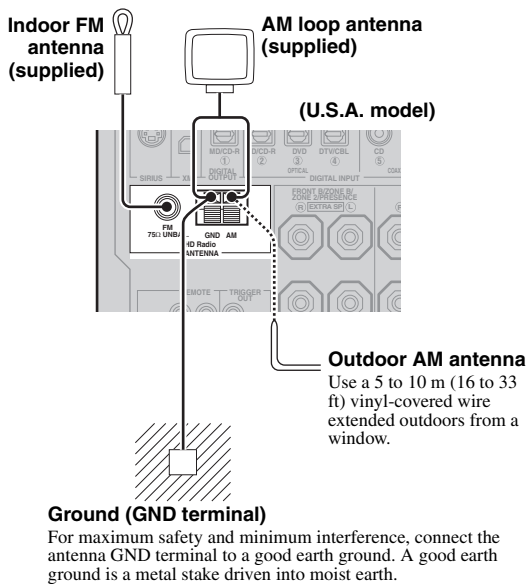 Indoor FM
antenna
(supplied)
AM loop antenna
(supplied)
(U.S.A. model)
SIRIUS
XM
MD/CD-R
①
DIGITAL
OUTPUT
D/CD-R
②
DVD
③
OPTICAL
DTV/CBL
④
CD
⑤
COAX
DIGITAL INPUT
FM
75Ω UNBAL.
GND AM
HD Radio
ANTENNA
FRONT B/ZONE B/
ZONE 2/PRESENCE
R EXTRA SP L
EMOTE
TRIGGER
OUT
Outdoor AM antenna
Use a 5 to 10 m (16 to 33
ft) vinyl-covered wire
extended outdoors from a
window.
Ground (GND terminal)
For maximum safety and minimum interference, connect the
antenna GND terminal to a good earth ground. A good earth
ground is a metal stake driven into moist earth.